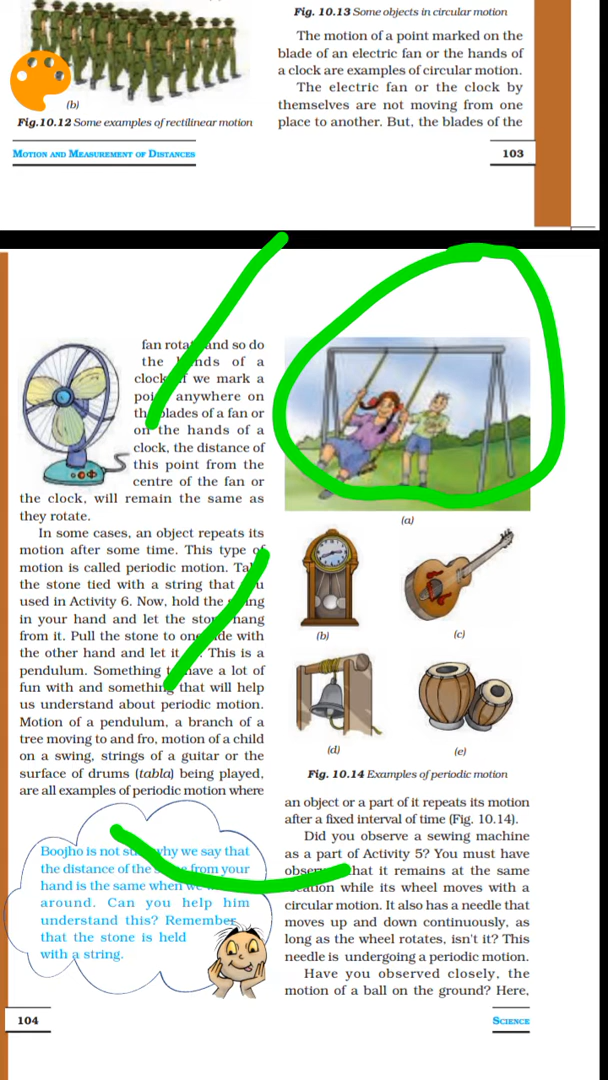 (b)
Fig.10.12 Some examples of rectilinear motion
MOTION AND MEASUREMENT OF DISTANCES
Fig. 10.13 Some objects in circular motion
The motion of a point marked on the
blade of an electric fan or the hands of
a clock are examples of circular motion.
The electric fan or the clock by
themselves are not moving from one
place to another. But, the blades of the
103
fan and so do
the of a
we mark a
anywhere on
blades of a fan or
on the hands of a
clock, the distance of
this point from the
centre of the fan or
the clock, will remain the same as
they rotate.
In some cases, an object repeats its
motion after some time. This type of
motion is called periodic motion.
the stone tied with a string that
used in Activity 6. Now, hold the
in your hand and let the hang
from it. Pull the stone to with
the other hand and let it This is a
pendulum. Something have a lot of
fun with and something that will help
us understand about periodic motion.
Motion of a pendulum, a branch of a
tree moving to and fro, motion of a child
on a swing, strings of a guitar or the
surface of drums (tabla) being played,
are all examples of periodic motion where
Boojho is not why we say that
the distance of the from your
hand is the same when
around. Can you help him
understand this? Remember
that the stone is held
with a string.
104
(a)
(b)
(c)
(d)
(e)
Fig. 10.14 Examples of periodic motion
an object or a part of it repeats its motion
after a fixed interval of time (Fig. 10.14).
Did you observe a sewing machine
as a part of Activity 5? You must have
that it remains at the same
while its wheel moves with a
circular motion. It also has a needle that
moves up and down continuously, as
long as the wheel rotates, isn't it? This
needle is undergoing a periodic motion.
Have you observed closely, the
motion of a ball on the ground? Here,
SCIENCE